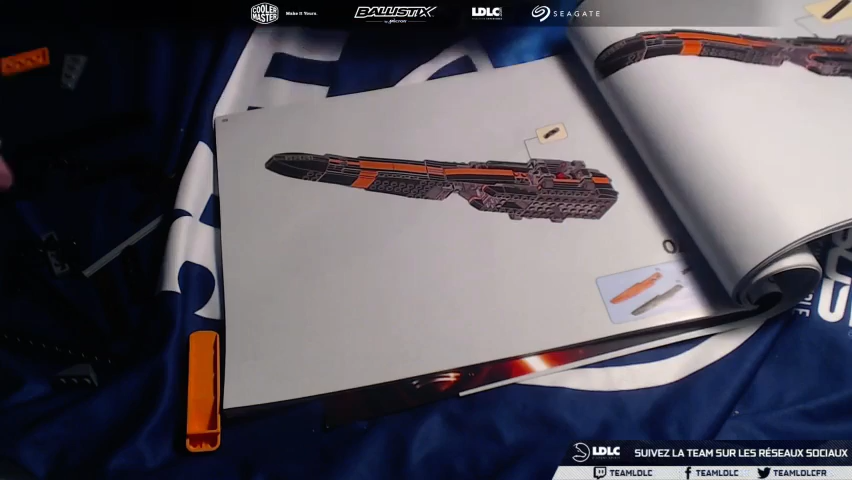 COOLER
MASTER
Make It Yours.
BALLISTIX
by Micron
LDLC
SEAGATE
LDLC
SUIVEZ LA TEAM SUR LES RÉSEAUX SOCIAUX
TEAMLDLC
TEAMLDLC
TEAMLDLCFR